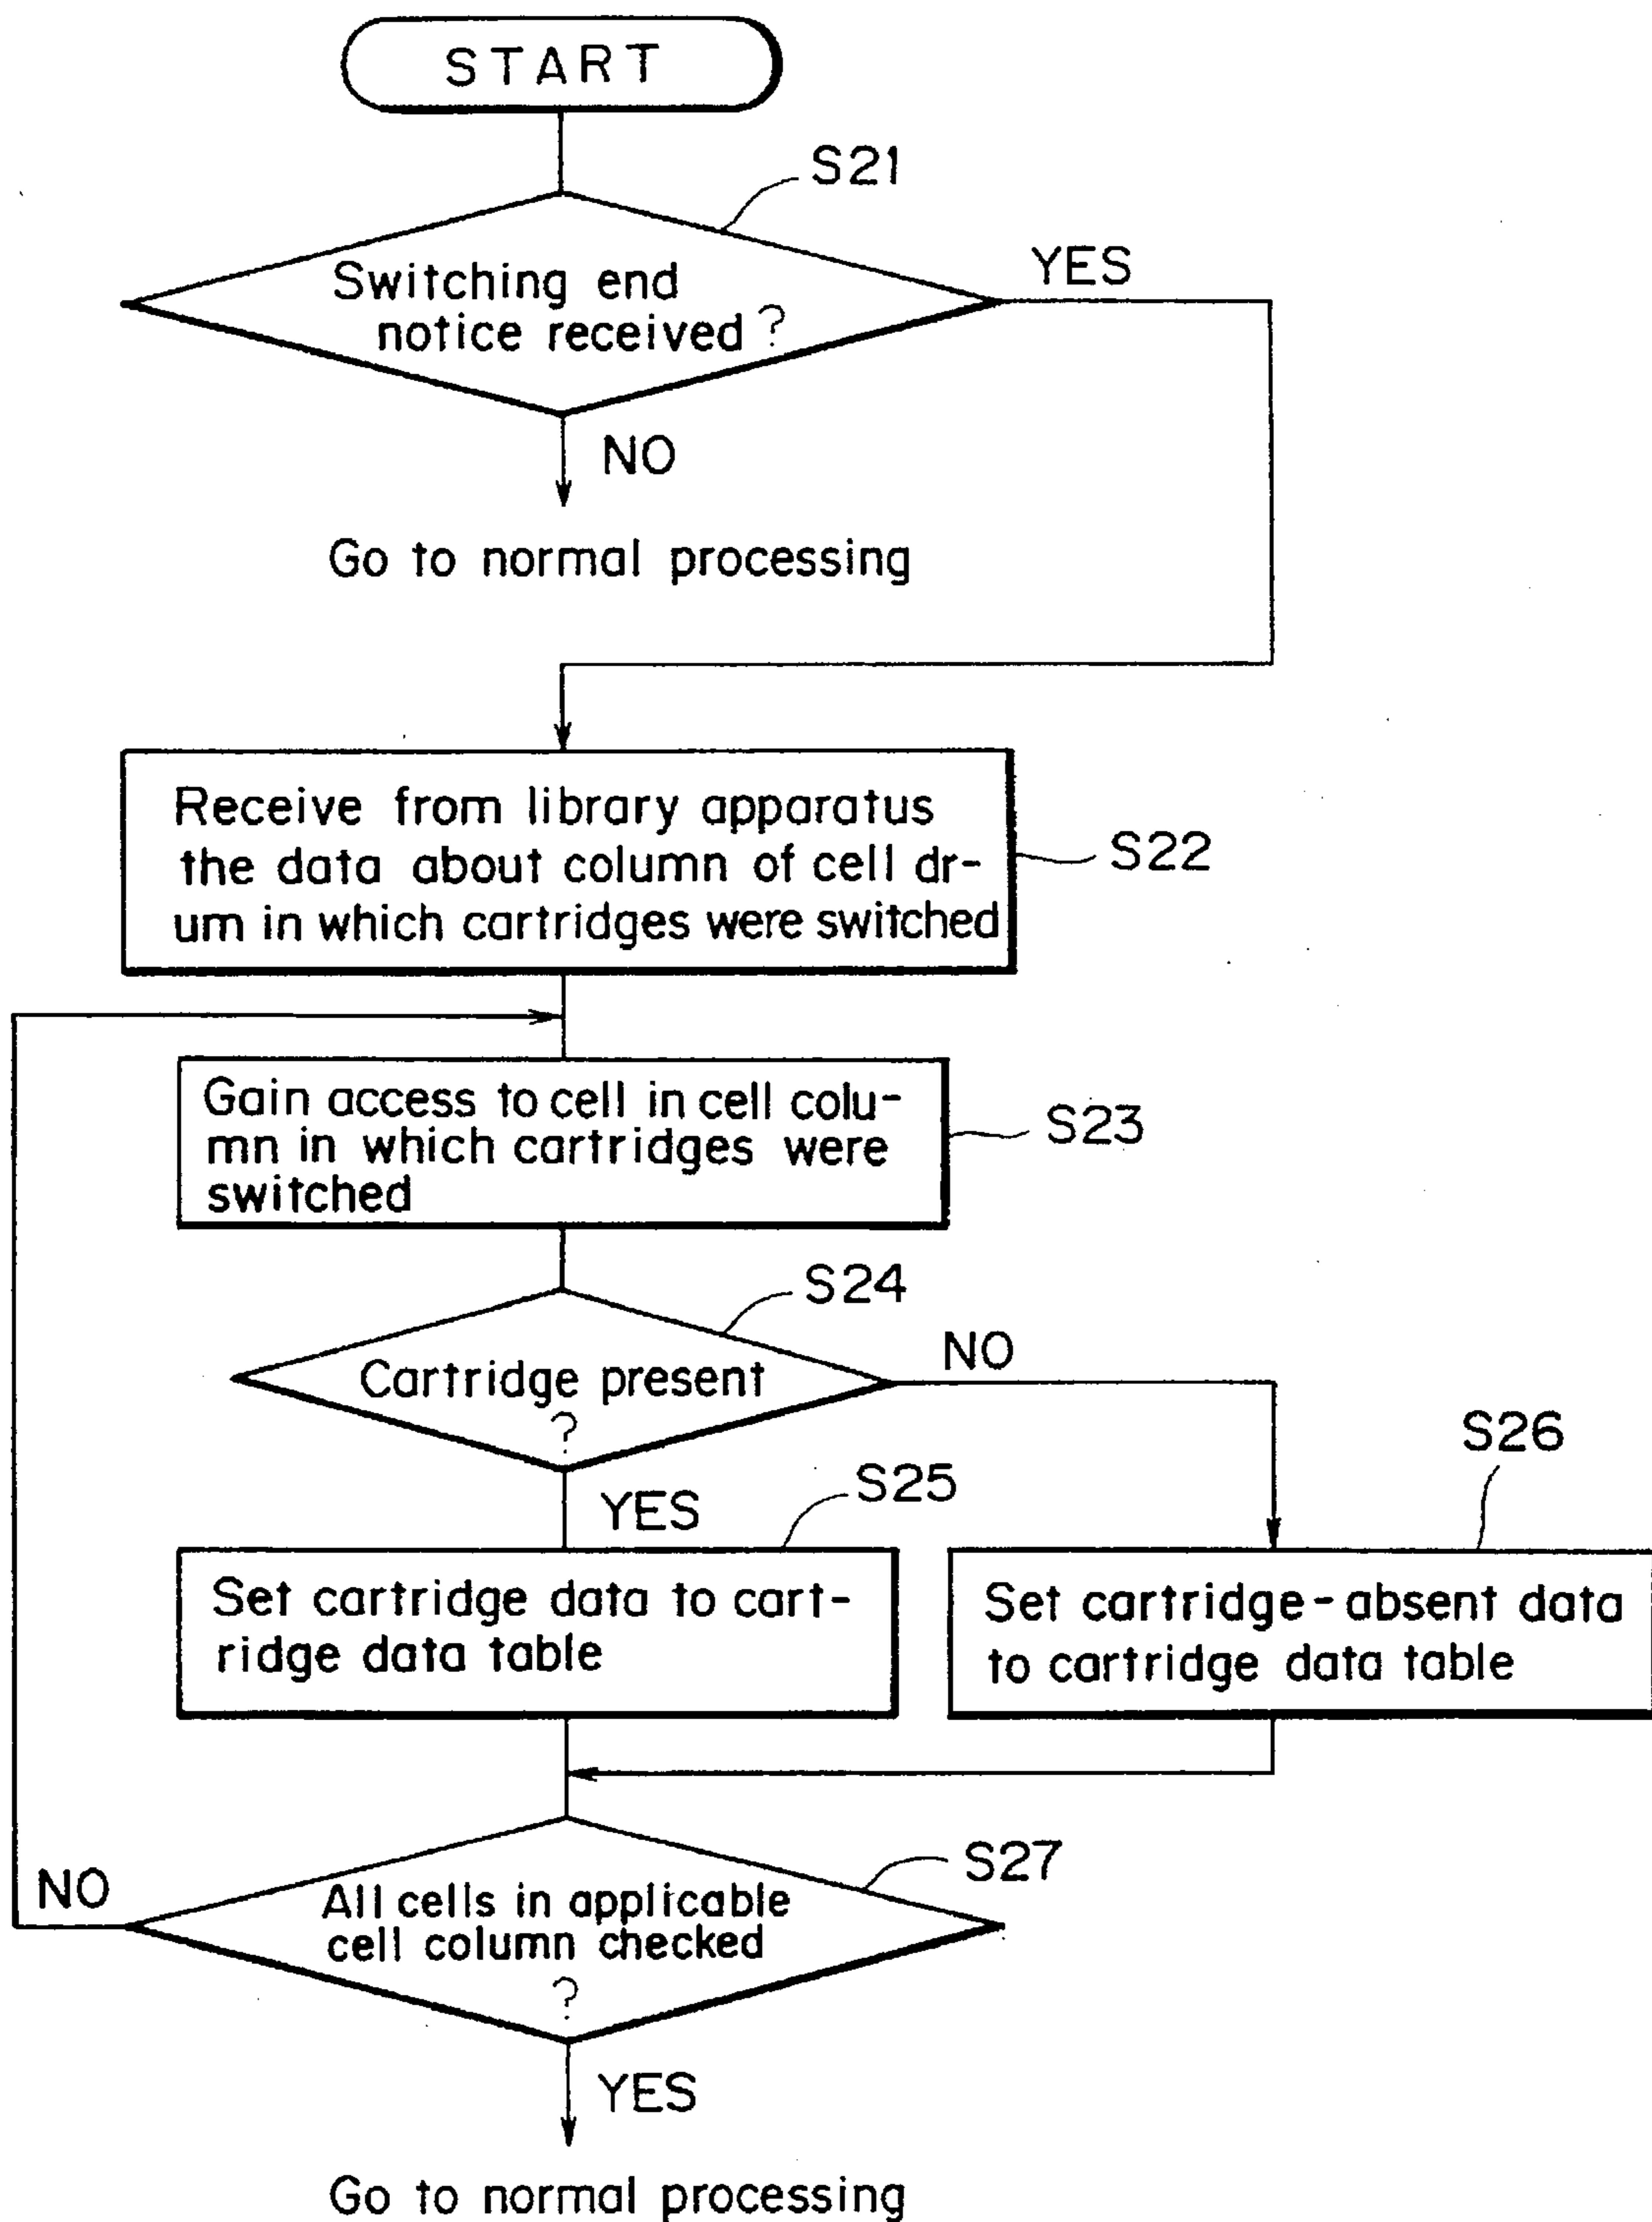 START
S21
Switching end
notice received ?
YES
NO
Go to normal processing
Receive from library apparatus
the data about column of cell dr-
um in which cartridges were switched
S22
Gain access to cell in cell colu-
mn in which cartridges were
switched
S23
S24
Cartridge present
?
NO
YES
S25
S26
Set cartridge data to cart-
ridge data table
Set cartridge-absent data
to cartridge data table
S27
NO
All cells in applicable
cell column checked
?
YES
Go to normal processing